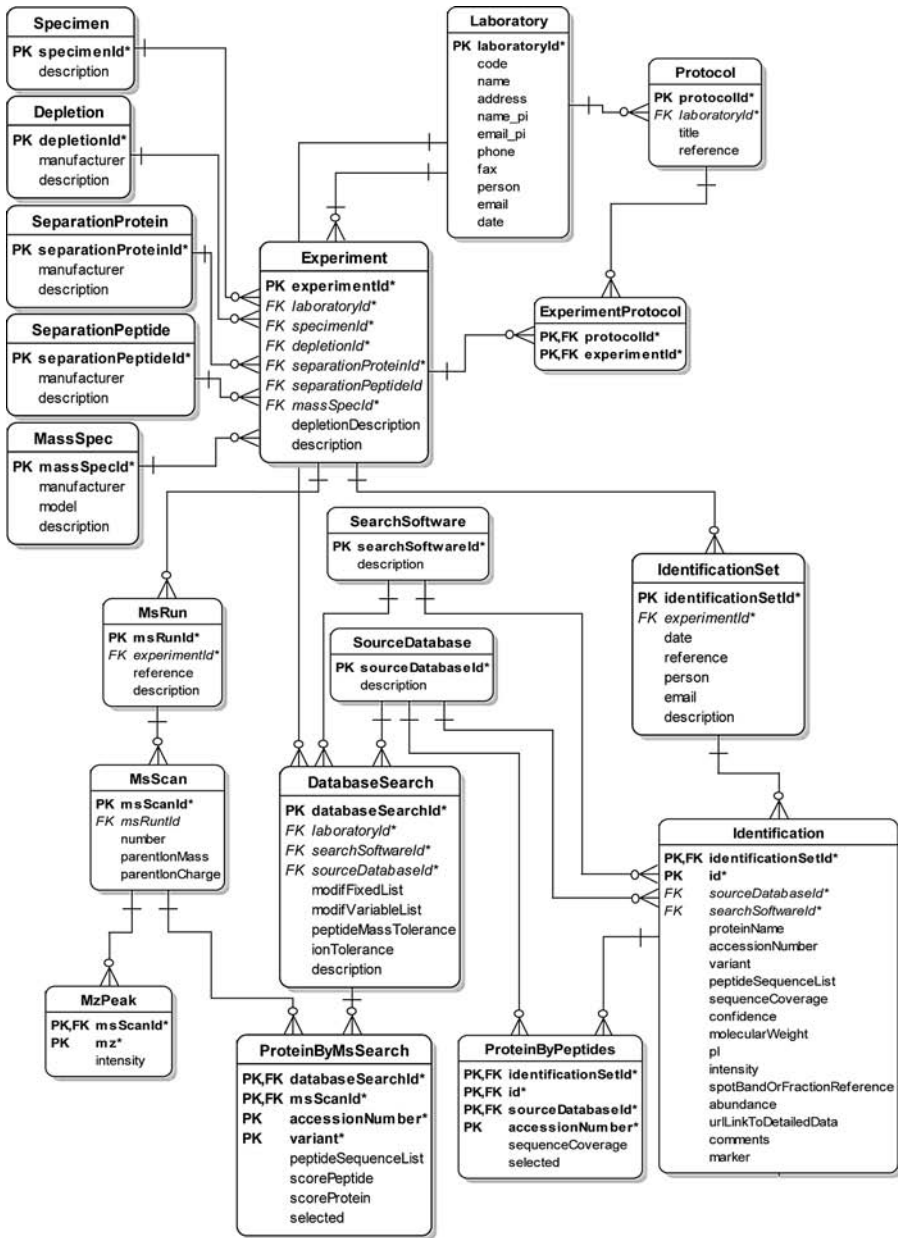 Specimen
PK specimenId*
description
Depletion
PK depletionId*
manufacturer
description
SeparationProtein
PK separationProteinId*
manufacturer
description
SeparationPeptide
PK separationPeptideId*
manufacturer
description
MassSpec
PK massSpecId*
manufacturer
model
description
Laboratory
PK laboratoryId*
code
name
address
name_pi
email_pi
phone
fax
person
email
date
Protocol
PK protocolId*
FK laboratoryId*
title
reference
Experiment
PK experimentId*
FK laboratoryId*
FK specimenId*
FK depletionId*
FK separationProteinId*
FK separationPeptideId
FK massSpecId*
depletionDescription
description
ExperimentProtocol
PK,FK protocolId*
PK,FK experimentId*
SearchSoftware
PK searchSoftwareId*
description
SourceDatabase
PK sourceDatabaseId*
description
IdentificationSet
PK identificationSetId*
FK experimentId*
date
reference
person
email
description
MsRun
PK msRunId*
FK experimentId*
reference
description
MsScan
PK msScanId*
FK msRuntId
number
parentIonMass
parentIonCharge
MzPeak
PK,FK msScanId*
PK mz*
intensity
DatabaseSearch
PK databaseSearchId*
FK laboratoryId*
FK searchSoftwareId*
FK sourceDatabaseId*
modifFixedList
modifVariableList
peptideMassTolerance
ionTolerance
description
ProteinByMsSearch
PK,FK databaseSearchId*
PK,FK msScanId*
PK accessionNumber*
PK variant*
peptideSequenceList
scorePeptide
scoreProtein
selected
ProteinByPeptides
PK,FK identificationSetId*
PK,FK id*
PK,FK sourceDatabaseId*
PK accessionNumber*
sequenceCoverage
selected
Identification
PK,FK identificationSetId*
PK id*
FK sourceDatabaseId*
FK searchSoftwareId*
proteinName
accessionNumber
variant
peptideSequenceList
sequenceCoverage
confidence
molecularWeight
pI
intensity
spotBandOrFractionReference
abundance
urlLinkToDetailedData
comments
marker